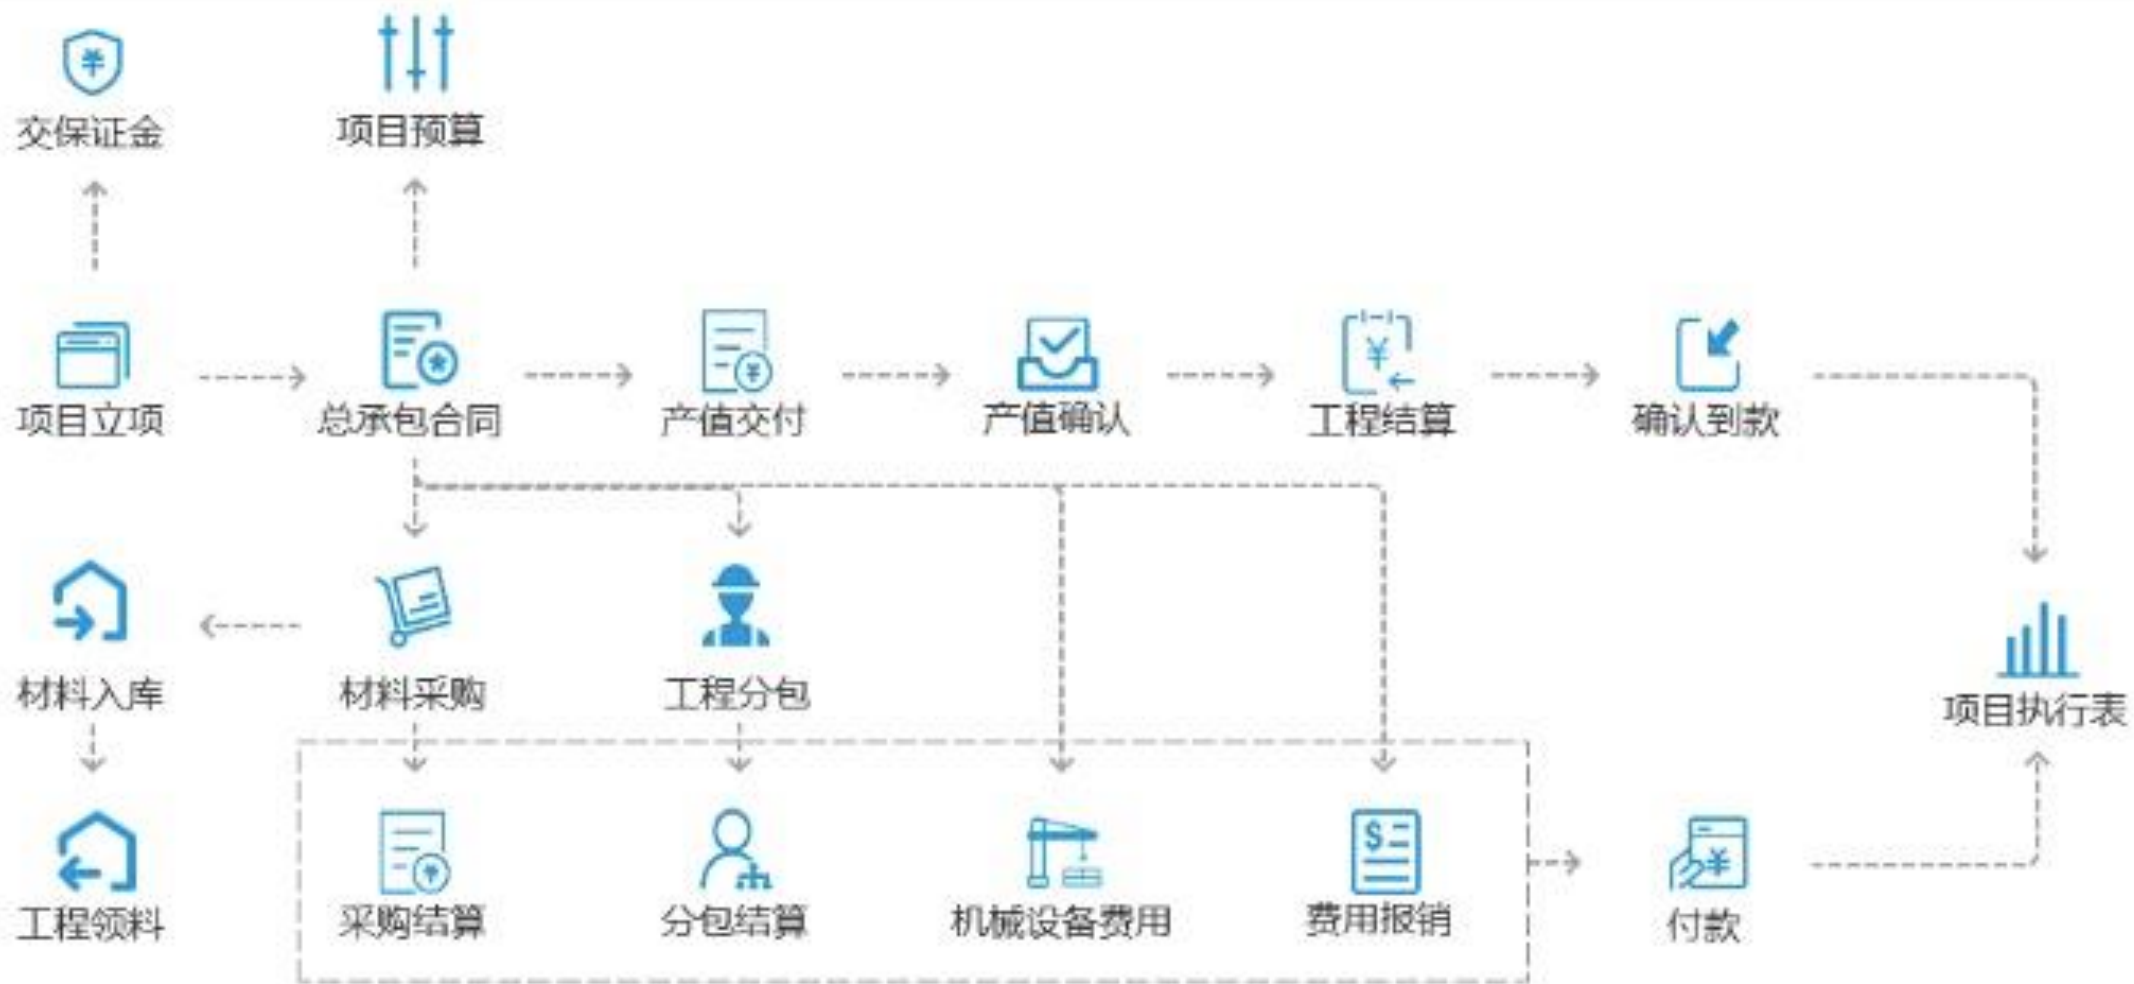 交保证金
项目预算
项目立项
总承包合同
产值交付
产值确认
工程结算
确认到款
材料入库
材料采购
工程分包
项目执行表
工程领料
采购结算
分包结算
机械设备费用
费用报销
付款